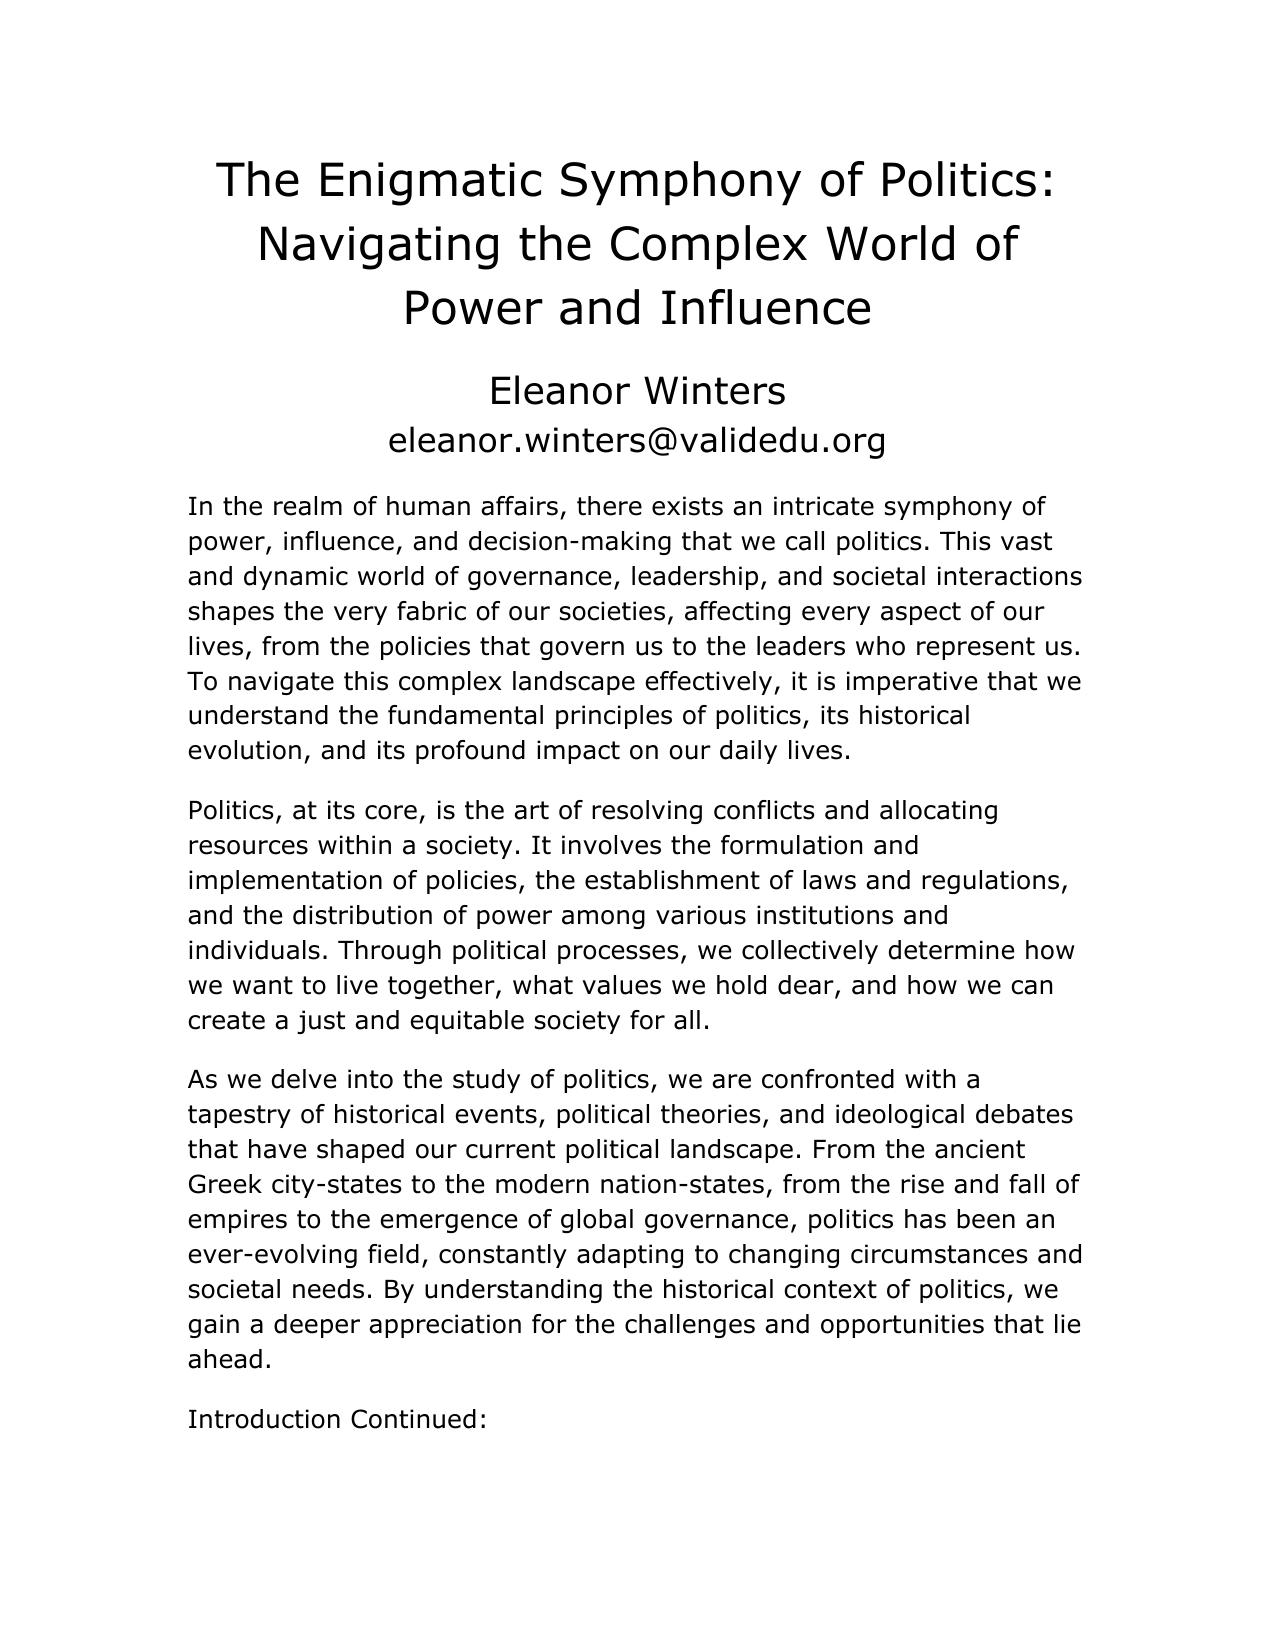 The Enigmatic Symphony of Politics:
Navigating the Complex World of
Power and Influence
Eleanor Winters
eleanor.winters@validedu.org
In the realm of human affairs, there exists an intricate symphony of
power, influence, and decision-making that we call politics. This vast
and dynamic world of governance, leadership, and societal interactions
shapes the very fabric of our societies, affecting every aspect of our
lives, from the policies that govern us to the leaders who represent us.
To navigate this complex landscape effectively, it is imperative that we
understand the fundamental principles of politics, its historical
evolution, and its profound impact on our daily lives.
Politics, at its core, is the art of resolving conflicts and allocating
resources within a society. It involves the formulation and
implementation of policies, the establishment of laws and regulations,
and the distribution of power among various institutions and
individuals. Through political processes, we collectively determine how
we want to live together, what values we hold dear, and how we can
create a just and equitable society for all.
As we delve into the study of politics, we are confronted with a
tapestry of historical events, political theories, and ideological debates
that have shaped our current political landscape. From the ancient
Greek city-states to the modern nation-states, from the rise and fall of
empires to the emergence of global governance, politics has been an
ever-evolving field, constantly adapting to changing circumstances and
societal needs. By understanding the historical context of politics, we
gain a deeper appreciation for the challenges and opportunities that lie
ahead.
Introduction Continued: